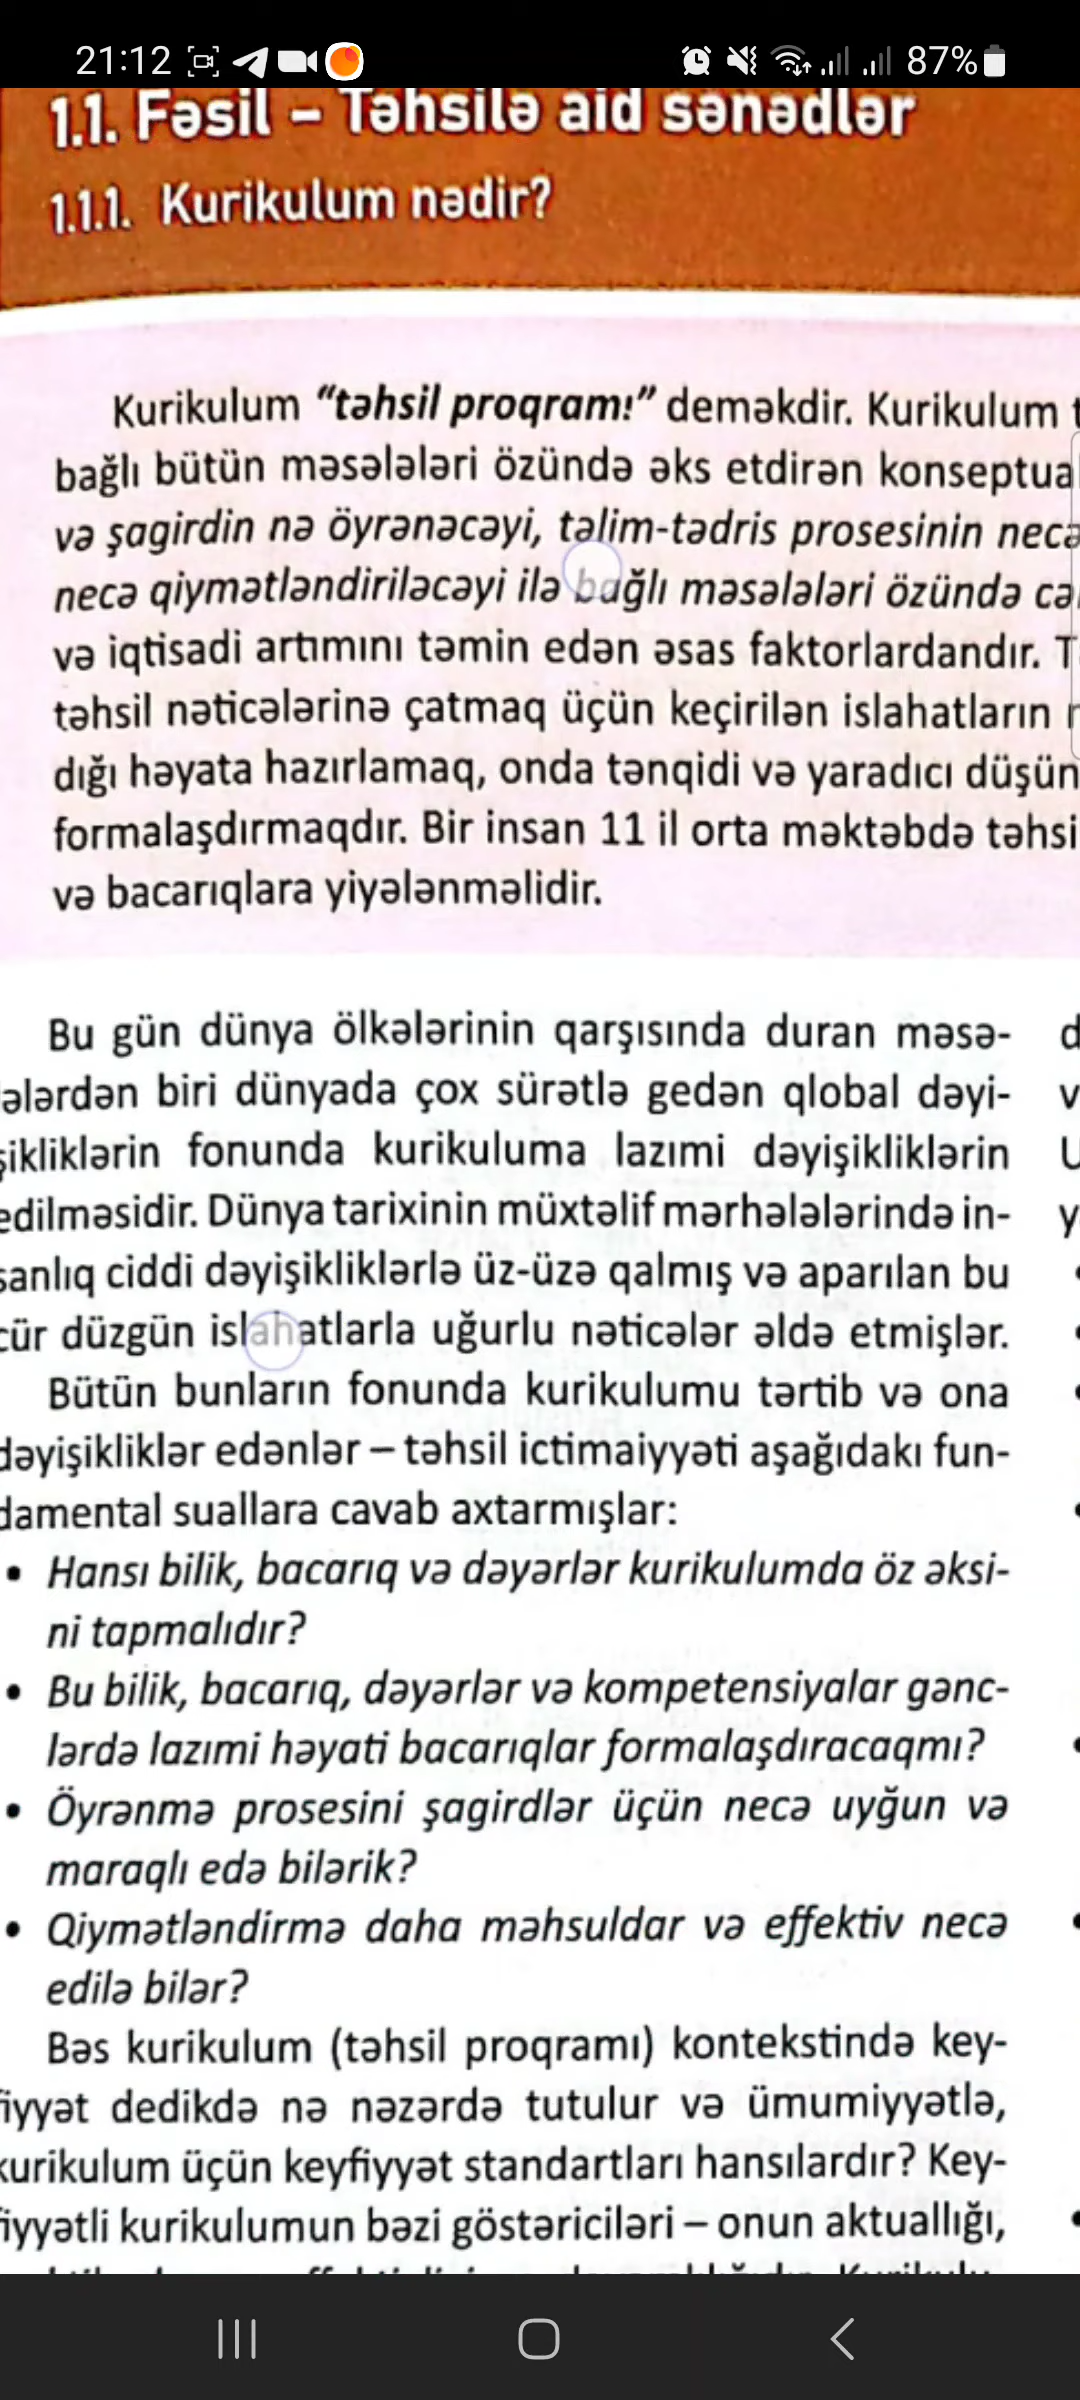 21:12
87%
1.1. Fəsil – Təhsilə aid sənədlər
1.1.1. Kurikulum nədir?
Kurikulum “təhsil proqramı” deməkdir. Kurikulum
bağlı bütün məsələləri özündə əks etdirən
və şagirdin nə öyrənəcəyi, təlim-tədris prosesinin
necə qiymətləndiriləcəyi ilə bağlı məsələləri özündə
və iqtisadi artımını təmin edən əsas faktorlardandır.
təhsil nəticələrinə çatmaq üçün keçirilən islahatların
dığı həyata hazırlamaq, onda tənqidi və yaradıcı
formalaşdırmaqdır. Bir insan 11 il orta məktəbdə
və bacarıqlara yiyələnməlidir.
Bu gün dünya ölkələrinin qarşısında duran məsə-
ələrdən biri dünyada çox sürətlə gedən qlobal dəyi-
şikliklərin fonunda kurikuluma lazımi dəyişikliklərin
edilməsidir. Dünya tarixinin müxtəlif mərhələlərində in-
sanlıq ciddi dəyişikliklərlə üz-üzə qalmış və aparılan bu
cür düzgün islahatlarla uğurlu nəticələr əldə etmişlər.
Bütün bunların fonunda kurikulumu tərtib və ona
dəyişikliklər edənlər – təhsil ictimaiyyəti aşağıdakı fun-
damental suallara cavab axtarmışlar:
• Hansı bilik, bacarıq və dəyərlər kurikulumda öz əksi-
ni tapmalıdır?
• Bu bilik, bacarıq, dəyərlər və kompetensiyalar gənc-
lərdə lazımi həyati bacarıqlar formalaşdıracaqmı?
• Öyrənmə prosesini şagirdlər üçün necə uyğun və
maraqlı edə bilərik?
• Qiymətləndirmə daha məhsuldar və effektiv necə
edilə bilər?
Bəs kurikulum (təhsil proqramı) kontekstində key-
fiyyət dedikdə nə nəzərdə tutulur və ümumiyyətlə,
kurikulum üçün keyfiyyət standartları hansılardır? Key-
fiyyətli kurikulumun bəzi göstəriciləri – onun aktuallığı,